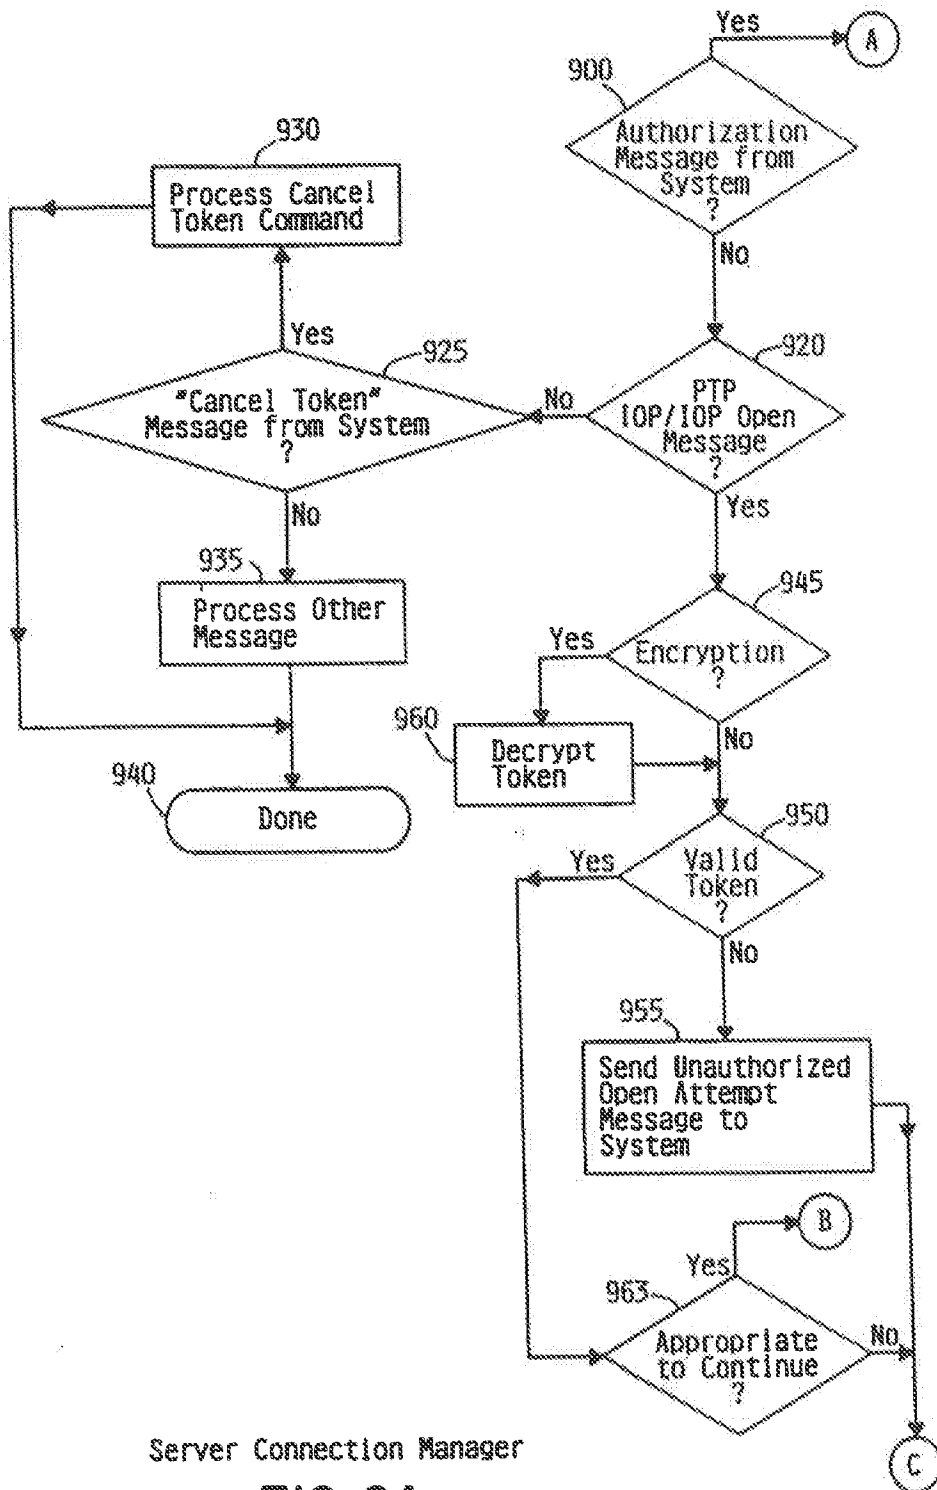 Yes
A
900
Authorization
Message from
System
?
No
930
Process Cancel
Token Command
Yes
925
"Cancel Token"
Message from System
?
No
920
PTP
IOP/IOP Open
Message
?
Yes
No
935
Process Other
Message
945
Encryption
?
Yes
No
960
Decrypt
Token
940
Done
950
Valid
Token
?
Yes
No
955
Send Unauthorized
Open Attempt
Message to
System
B
Yes
963
Appropriate
to Continue
?
No
C
Server Connection Manager